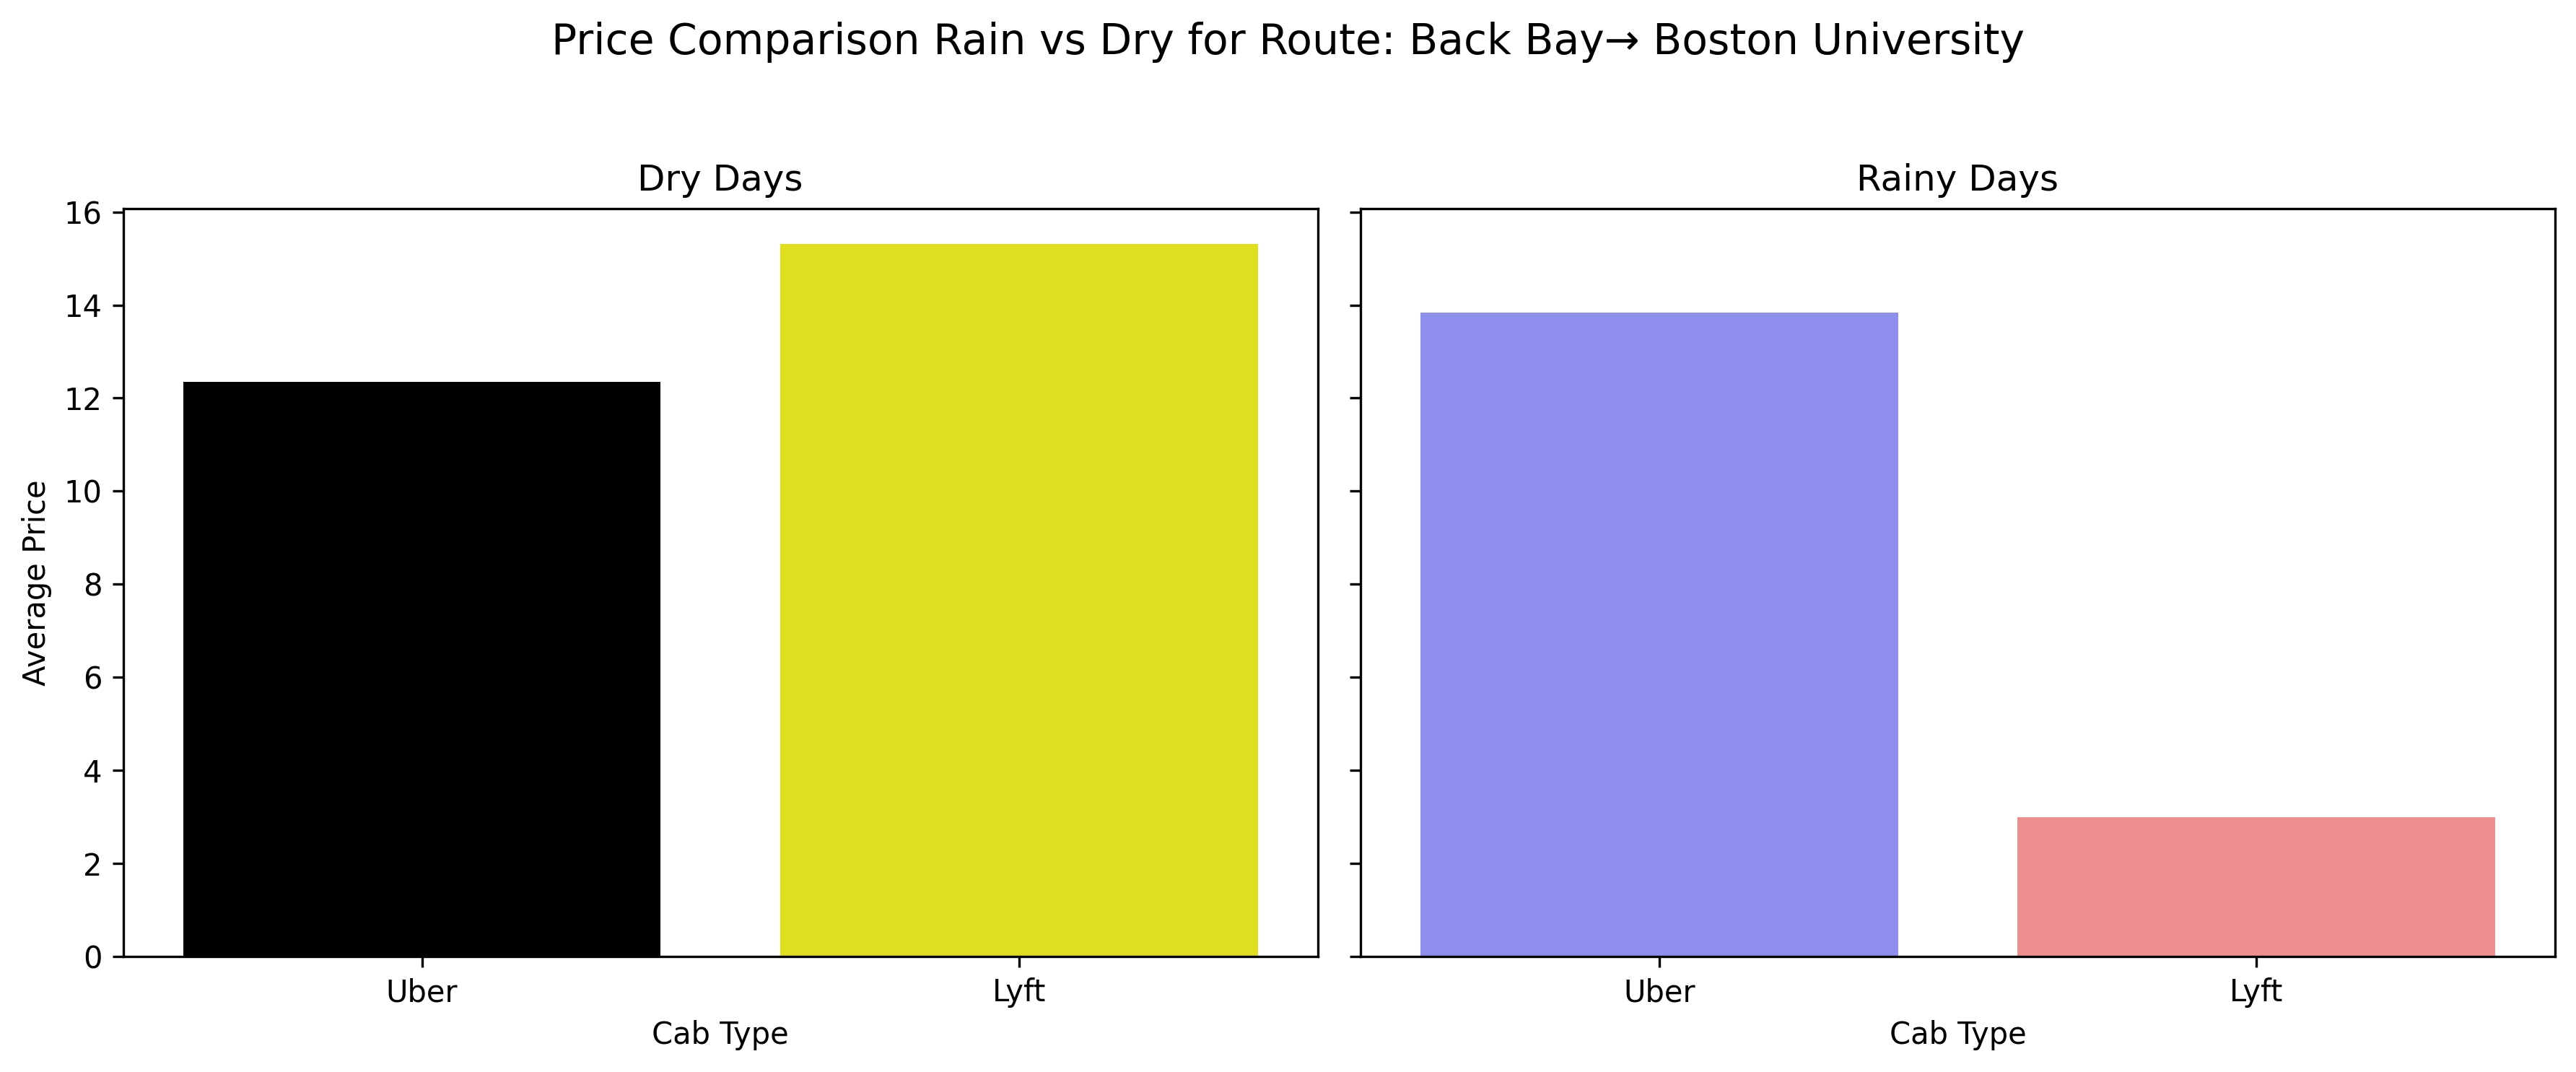 Price Comparison Rain vs Dry for Route: Back Bay→ Boston University
Dry Days
16
14
12
10
8
6
4
2
0
Average Price
Uber
Lyft
Cab Type
Rainy Days
Uber
Lyft
Cab Type